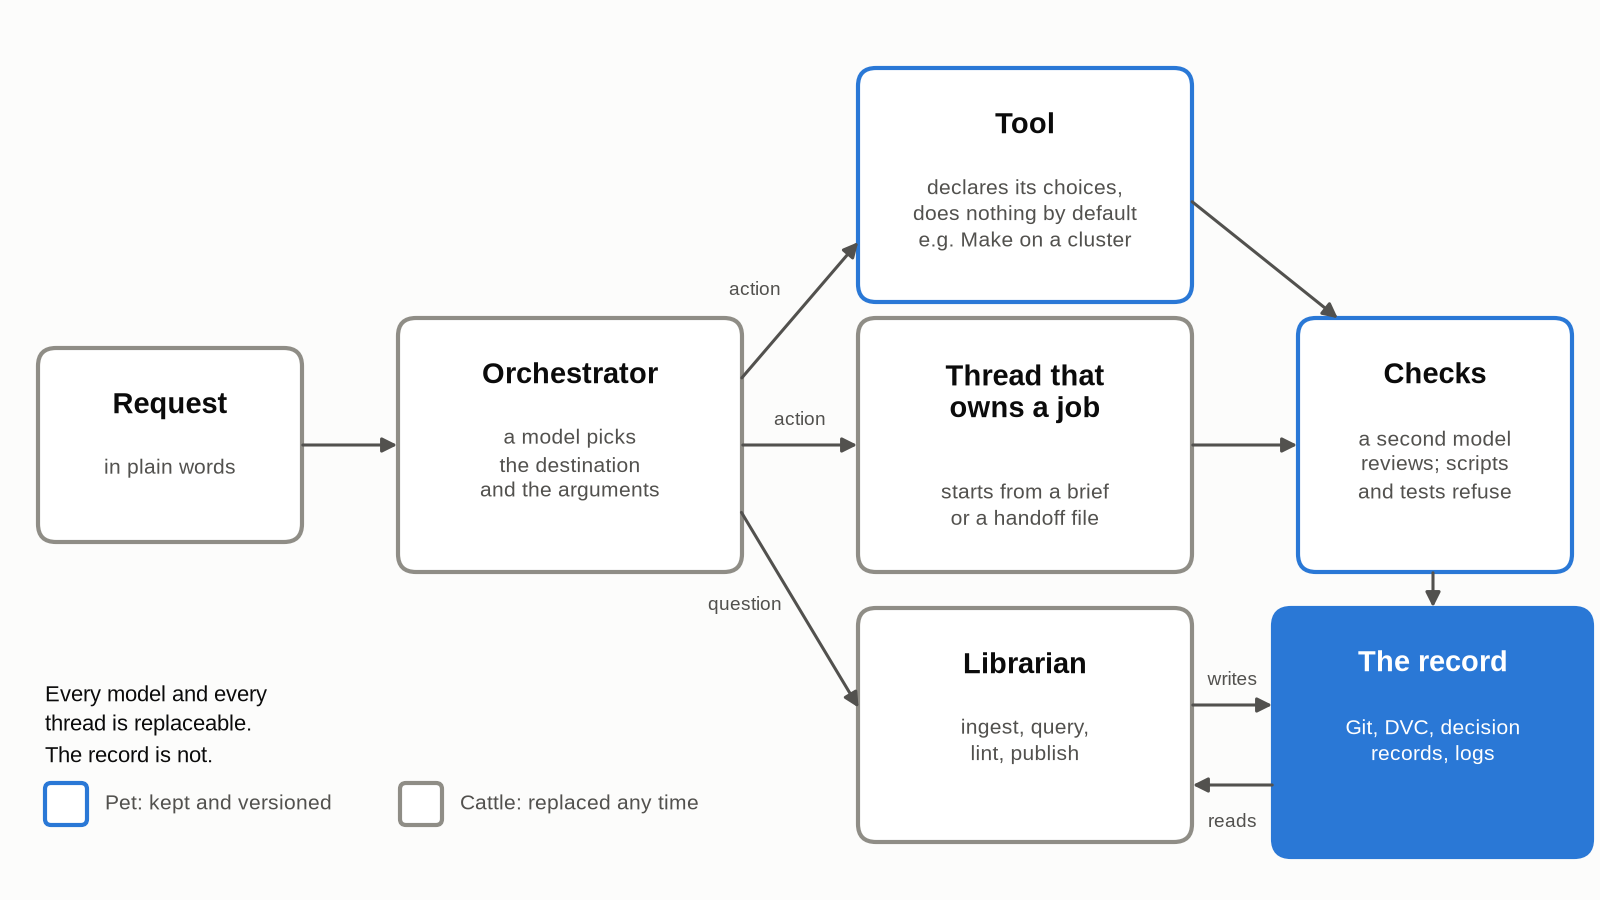 Tool
declares its choices,
does nothing by default
e.g. Make on a cluster
action
Request
in plain words
Orchestrator
a model picks
the destination
and the arguments
action
Thread that
owns a job
starts from a brief
or a handoff file
Checks
a second model
reviews; scripts
and tests refuse
question
Librarian
ingest, query,
lint, publish
writes
reads
The record
Git, DVC, decision
records, logs
Every model and every
thread is replaceable.
The record is not.
Pet: kept and versioned
Cattle: replaced any time